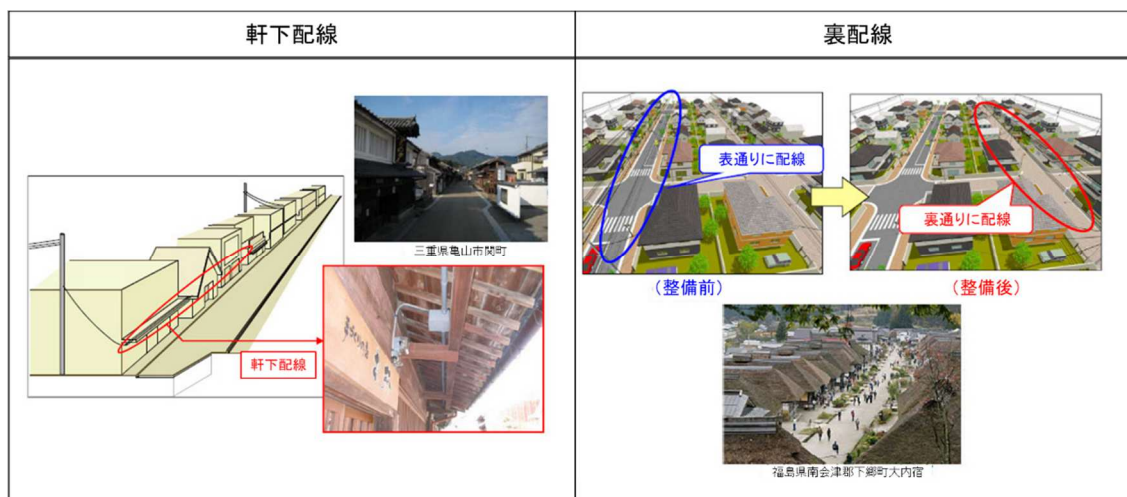 軒下配線
裏配線
三重県亀山市関町
軒下配線
表通りに配線
裏通りに配線
（整備前）
（整備後）
福島県南会津郡下郷町大内宿